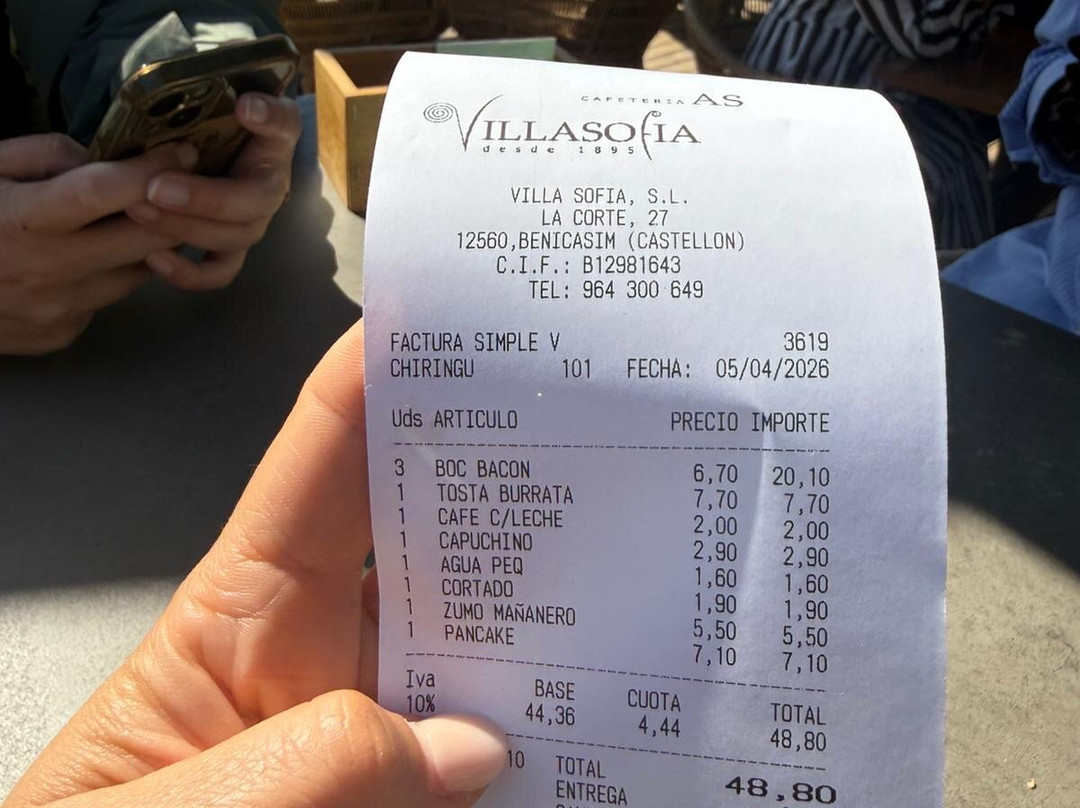 CAFETERIAS
VILLASOFIA
desde 1895
VILLA SOFIA, S.L.
LA CORTE, 27
12560,BENICASIM (CASTELLON)
C.I.F.: B12981643
TEL: 964 300 649
FACTURA SIMPLE V 3619
CHIRINGU 101 FECHA: 05/04/2026
Uds ARTICULO PRECIO IMPORTE
3 BOC BACON 6,70 20,10
1 TOSTA BURRATA 7,70 7,70
1 CAFE C/LECHE 2,00 2,00
1 CAPUCHINO 2,90 2,90
1 AGUA PEQ 1,60 1,60
1 CORTADO 1,90 1,90
1 ZUMO MAÑANERO 5,50 5,50
1 PANCAKE 7,10 7,10
Iva BASE CUOTA TOTAL
10% 44,36 4,44 48,80
10 TOTAL 48,80
ENTREGA